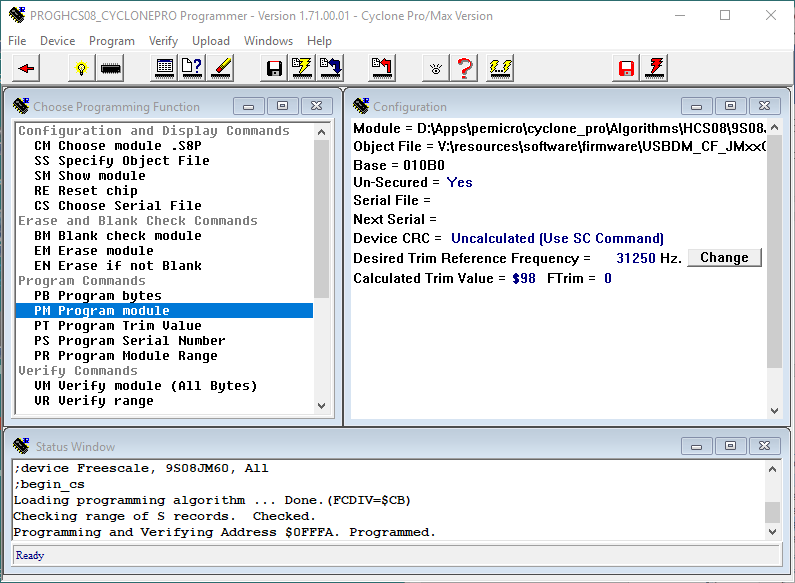 PROGHCS08_CYCLONEPRO Programmer - Version 1.71.00.01 - Cyclone Pro/Max Version
File Device Program Verify Upload Windows Help
Choose Programming Function
Configuration and Display Commands
CM Choose module .S8P
SS Specify Object File
SM Show module
RE Reset chip
CS Choose Serial File
Erase and Blank Check Commands
BM Blank check module
EM Erase module
EN Erase if not Blank
Program Commands
PB Program bytes
PM Program module
PT Program Trim Value
PS Program Serial Number
PR Program Module Range
Verify Commands
VM Verify module (All Bytes)
VR Verify range
Configuration
Module = D:\Apps\pemicro\cyclone_pro\Algorithms\HCS08\9S08J
Object File = V:\resources\software\firmware\USBDM_CF_JMxxC
Base = 010B0
Un-Secured = Yes
Serial File =
Next Serial =
Device CRC = Uncalculated (Use SC Command)
Desired Trim Reference Frequency = 31250 Hz. Change
Calculated Trim Value = $98 FTrim = 0
Status Window
;device Freescale, 9S08JM60, All
;begin_cs
Loading programming algorithm ... Done.(FCDIV=$CB)
Checking range of S records. Checked.
Programming and Verifying Address $0FFFA. Programmed.
Ready